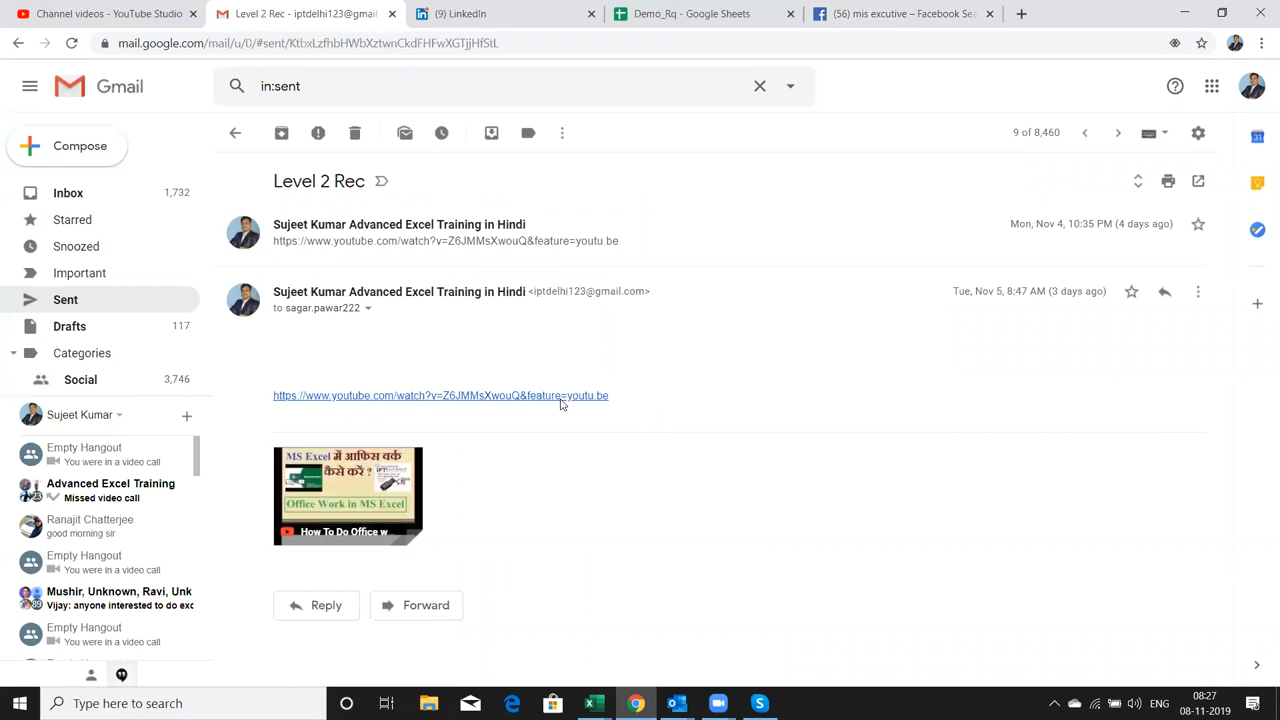 Channel videos - YouTube Studio
Level 2 Rec - iptdelhi123@gmail
(9) LinkedIn
Demo_Rq - Google Sheets
(56) mis excutive – Facebook Sea
mail.google.com/mail/u/0/#sent/KtbxLzfhbHWbXztwnCkdFHFwXGTjjHfStL
Gmail
in:sent
Compose
9 of 8,460
Inbox 1,732
Starred
Snoozed
Important
Sent
Drafts 117
Categories
Social 3,746
Sujeet Kumar
Empty Hangout
You were in a video call
Advanced Excel Training
Missed video call
Ranajit Chatterjee
good morning sir
Empty Hangout
You were in a video call
Mushir, Unknown, Ravi, Unk
Vijay: anyone interested to do exc
Empty Hangout
You were in a video call
Level 2 Rec
Sujeet Kumar Advanced Excel Training in Hindi
Mon, Nov 4, 10:35 PM (4 days ago)
https://www.youtube.com/watch?v=Z6JMMsXwouQ&feature=youtu.be
Sujeet Kumar Advanced Excel Training in Hindi <iptdelhi123@gmail.com>
Tue, Nov 5, 8:47 AM (3 days ago)
to sagar.pawar222
https://www.youtube.com/watch?v=Z6JMMsXwouQ&feature=youtu.be
MS Excel में आफिस वर्क
कैसे करें ?
Office Work in MS Excel
How To Do Office w
Reply
Forward
Type here to search
ENG
08:27
08-11-2019